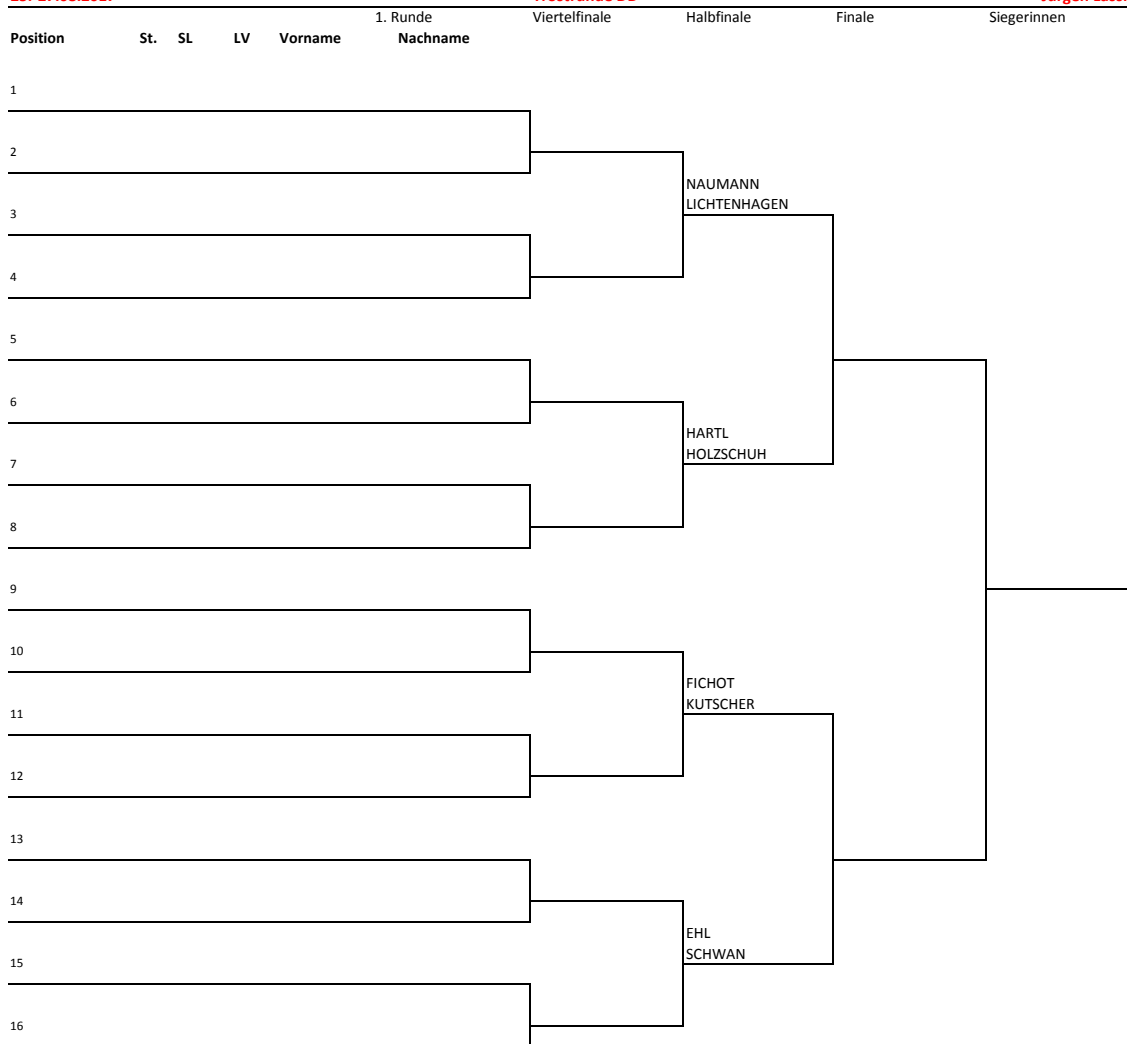 1. Runde Viertelfinale Halbfinale Finale Siegerinnen
Position St. SL LV Vorname Nachname
1
2
NAUMANN
LICHTENHAGEN
3
4
5
6
HARTL
HOLZSCHUH
7
8
9
10
FICHOT
KUTSCHER
11
12
13
14
EHL
SCHWAN
15
16